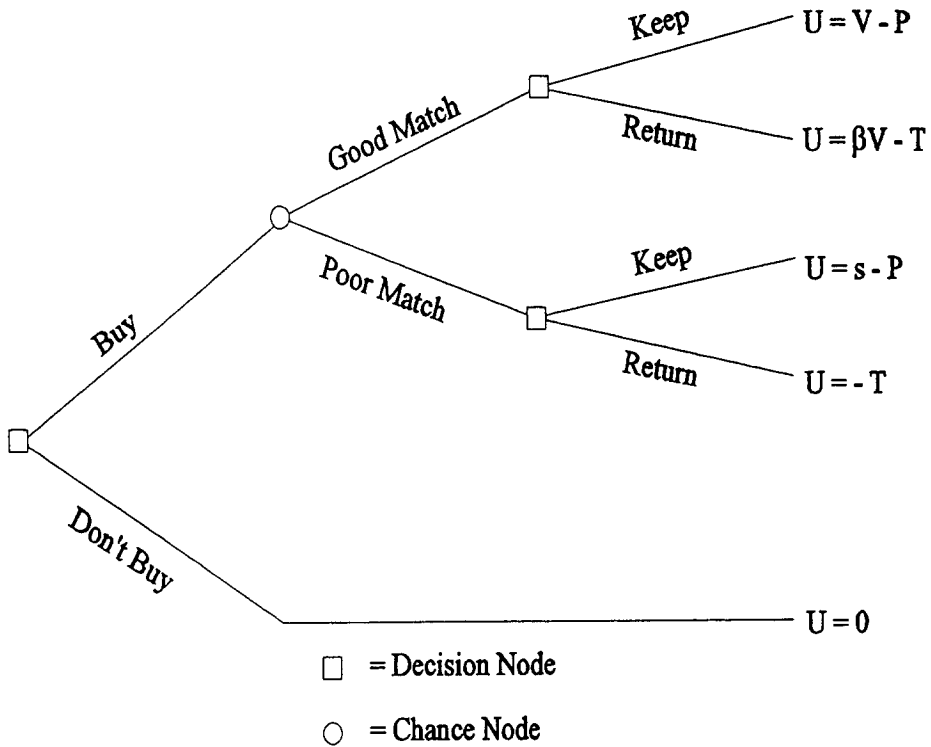 Keep
U = V - P
Good Match
Return
U = βV - T
Buy
Poor Match
Keep
U = s - P
Return
U = - T
Don't Buy
U = 0
= Decision Node
= Chance Node